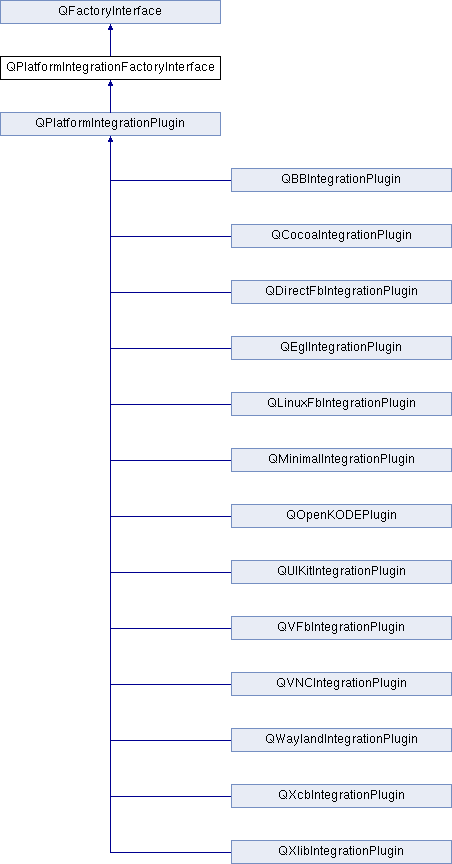 QFactoryInterface
QPlatformIntegrationFactoryInterface
QPlatformIntegrationPlugin
QBBIntegrationPlugin
QCocoaIntegrationPlugin
QDirectFbIntegrationPlugin
QEglIntegrationPlugin
QLinuxFbIntegrationPlugin
QMinimalIntegrationPlugin
QOpenKODEPlugin
QUIKitIntegrationPlugin
QVFbIntegrationPlugin
QVNCIntegrationPlugin
QWaylandIntegrationPlugin
QXcbIntegrationPlugin
QXlibIntegrationPlugin